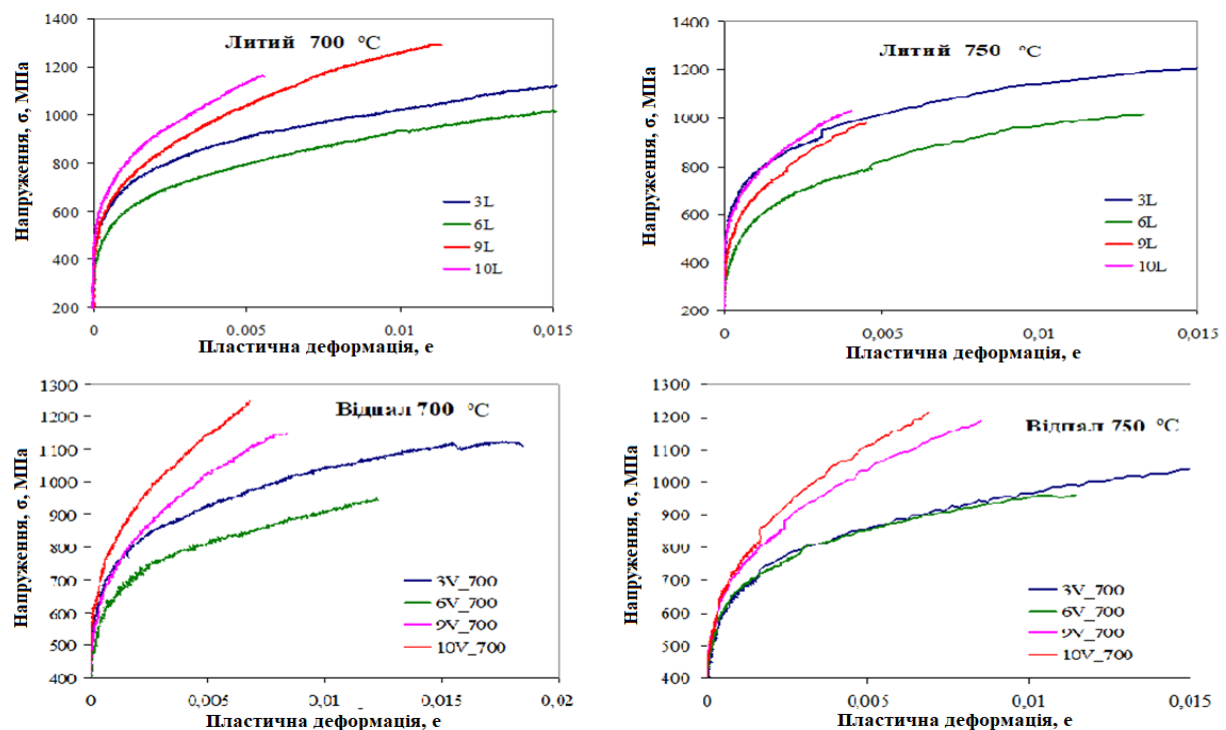 Литий 700 °C
Напруження, σ, МПа
1400
1200
1000
800
600
400
200
3L
6L
9L
10L
0
0.005
0.01
0,015
Пластична деформація, е
Литий 750 °C
Напруження, σ, МПа
1400
1200
1000
800
600
400
200
3L
6L
9L
10L
0
0,005
0,01
0,015
Пластична деформація, е
Відпал 700 °C
Напруження, σ, МПа
1300
1200
1100
1000
900
800
700
600
500
400
3V_700
6V_700
9V_700
10V_700
0
0,005
0,01
0,015
0,02
Пластична деформація, е
Відпал 750 °C
Напруження, σ, МПа
1300
1200
1100
1000
900
800
700
600
500
400
3V_700
6V_700
9V_700
10V_700
0
0,005
0,01
0,015
Пластична деформація, е